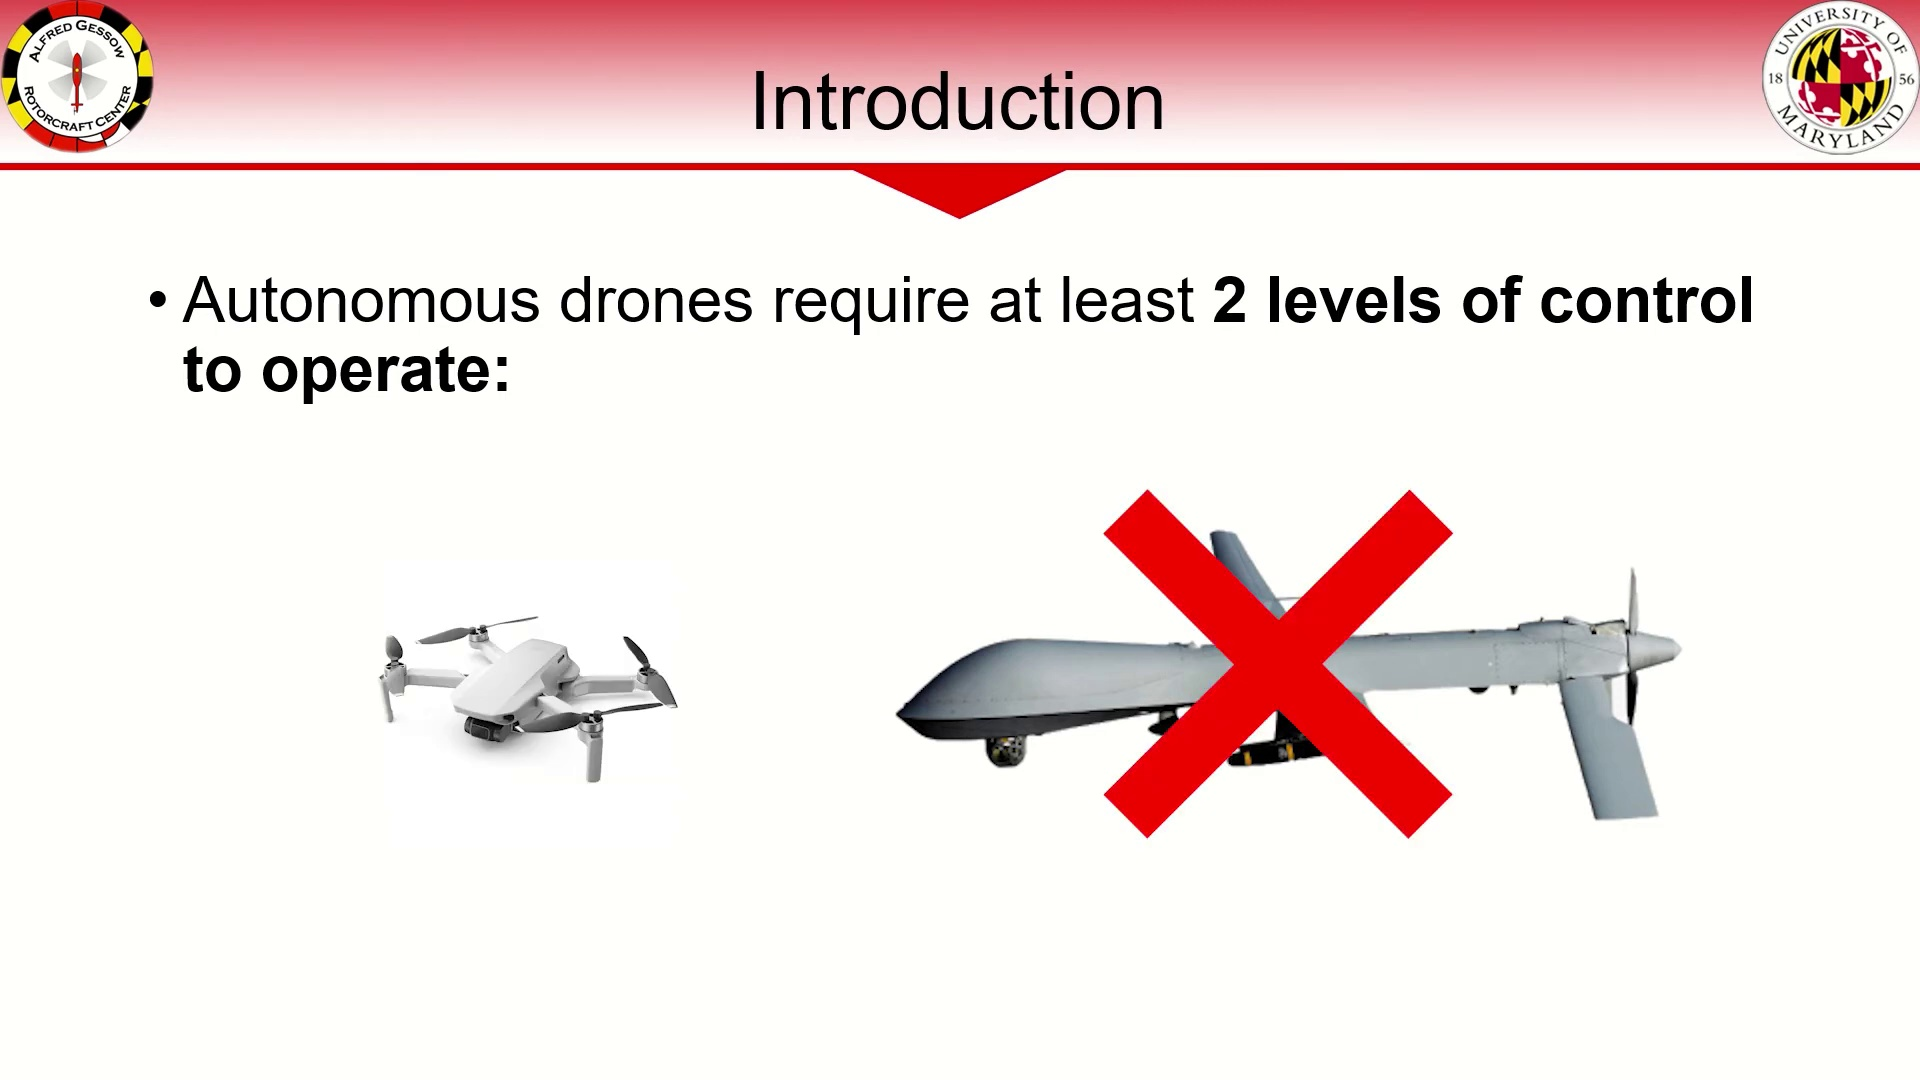 ALFRED GESSOW
ROTORCRAFT CENTER
Introduction
UNIVERSITY OF
18 56
MARYLAND
• Autonomous drones require at least 2 levels of control
to operate: